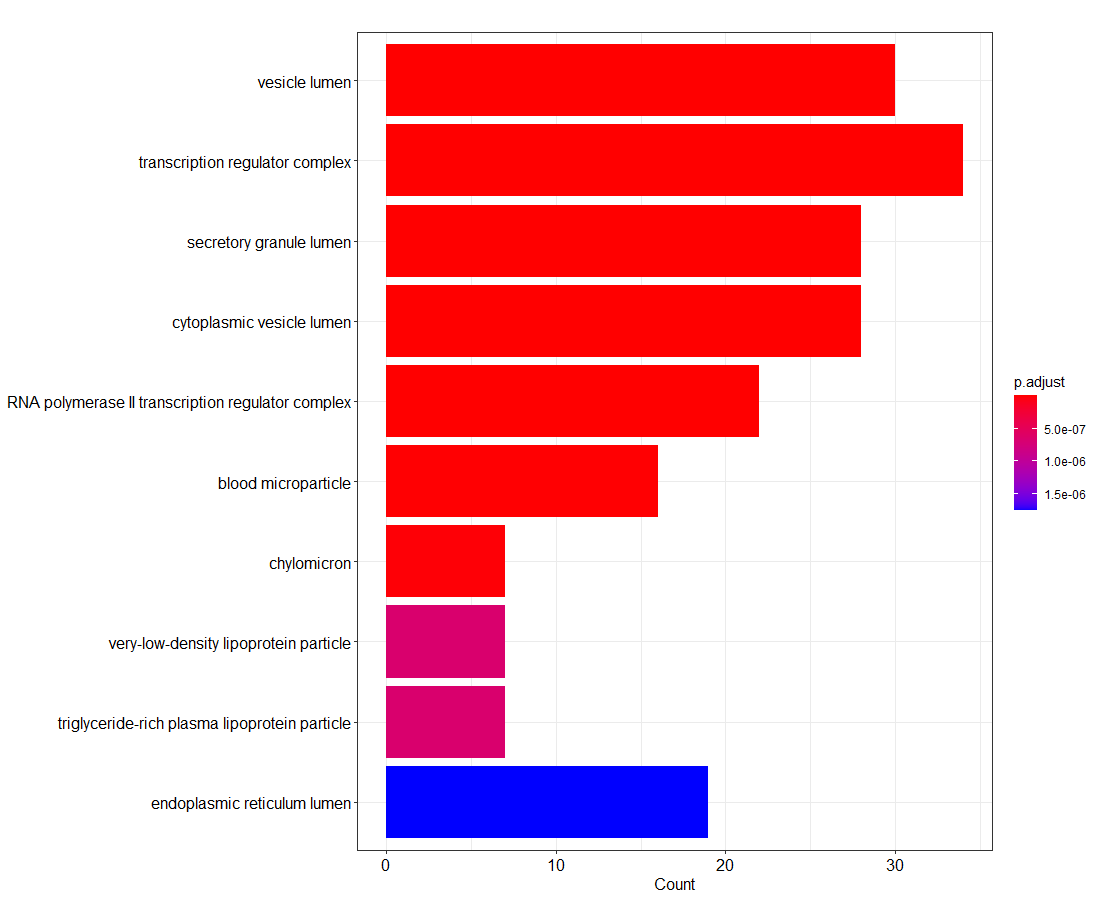 vesicle lumen
transcription regulator complex
secretory granule lumen
cytoplasmic vesicle lumen
RNA polymerase II transcription regulator complex
blood microparticle
chylomicron
very-low-density lipoprotein particle
triglyceride-rich plasma lipoprotein particle
endoplasmic reticulum lumen
0 10 20 30
Count
p.adjust
5.0e-07
1.0e-06
1.5e-06